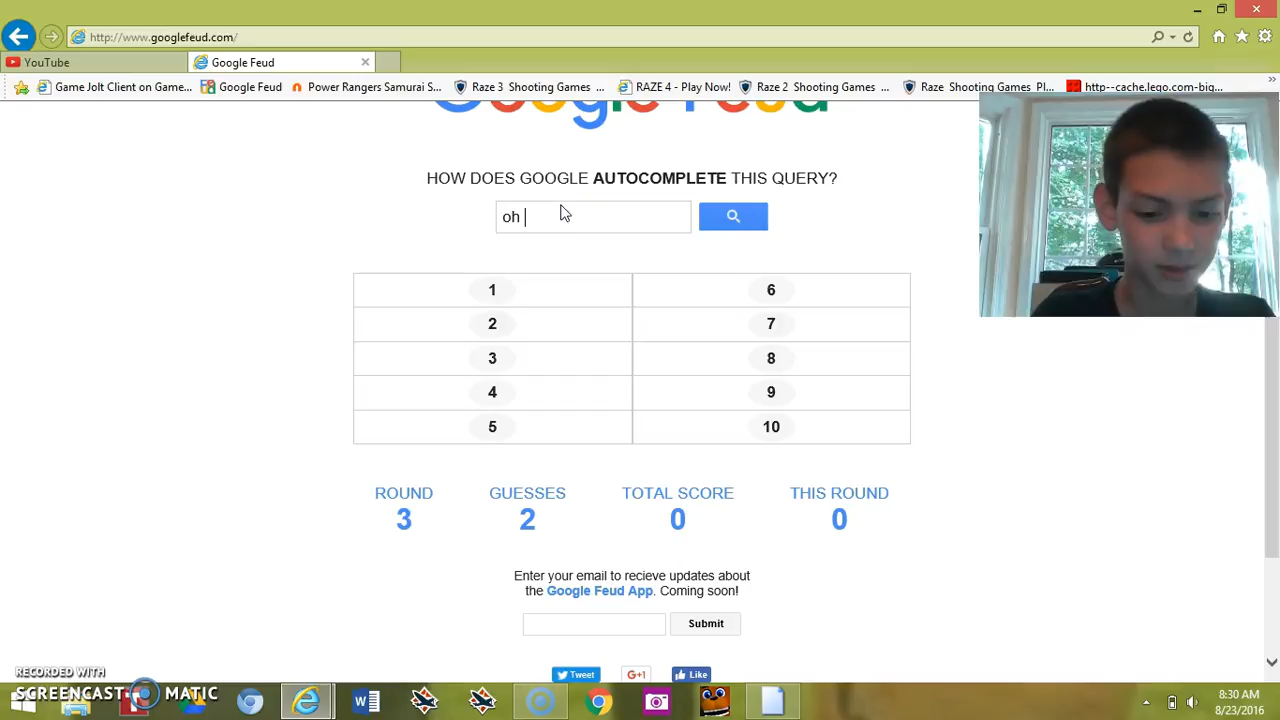 http://www.googlefeud.com/
YouTube
Google Feud
Game Jolt Client on Game...
Google Feud
Power Rangers Samurai S...
Raze 3 Shooting Games ...
RAZE 4 - Play Now!
Raze 2 Shooting Games ...
Raze Shooting Games Pl...
http--cache.lego.com-big...
Google Feud
HOW DOES GOOGLE AUTOCOMPLETE THIS QUERY?
oh
1 6
2 7
3 8
4 9
5 10
ROUND GUESSES TOTAL SCORE THIS ROUND
3 2 0 0
Enter your email to recieve updates about
the Google Feud App. Coming soon!
Submit
Tweet
G+1
Like
RECORDED WITH
SCREENCAST MATIC
8:30 AM
8/23/2016